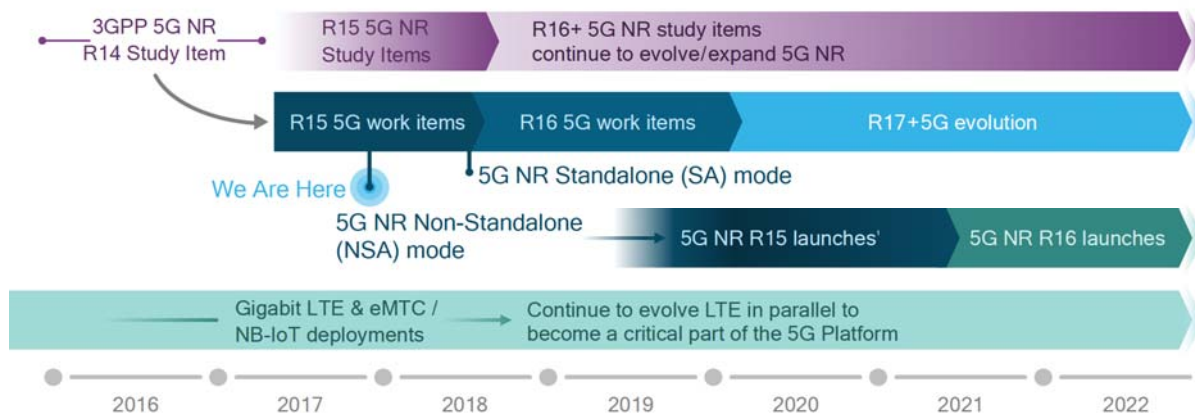 3GPP 5G NR
R14 Study Item
R15 5G NR
Study Items
R16+ 5G NR study items
continue to evolve/expand 5G NR
R15 5G work items
R16 5G work items
R17+5G evolution
We Are Here
5G NR Standalone (SA) mode
5G NR Non-Standalone
(NSA) mode
5G NR R15 launches¹
5G NR R16 launches
Gigabit LTE & eMTC /
NB-IoT deployments
Continue to evolve LTE in parallel to
become a critical part of the 5G Platform
2016
2017
2018
2019
2020
2021
2022